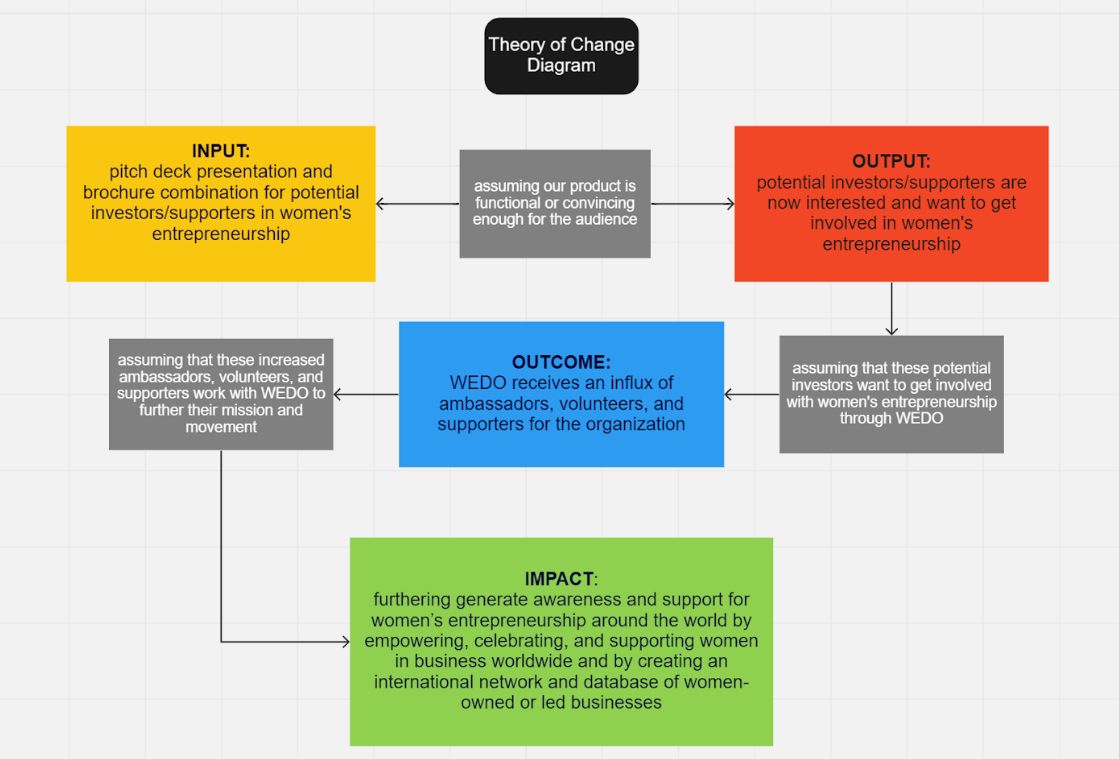 Theory of Change
Diagram
INPUT:
pitch deck presentation and
brochure combination for potential
investors/supporters in women's
entrepreneurship
assuming our product is
functional or convincing
enough for the audience
OUTPUT:
potential investors/supporters are
now interested and want to get
involved in women's
entrepreneurship
assuming that these potential
investors want to get involved
with women's entrepreneurship
through WEDO
OUTCOME:
WEDO receives an influx of
ambassadors, volunteers, and
supporters for the organization
assuming that these increased
ambassadors, volunteers, and
supporters work with WEDO to
further their mission and
movement
IMPACT:
furthering generate awareness and support for
women’s entrepreneurship around the world by
empowering, celebrating, and supporting women
in business worldwide and by creating an
international network and database of women-
owned or led businesses